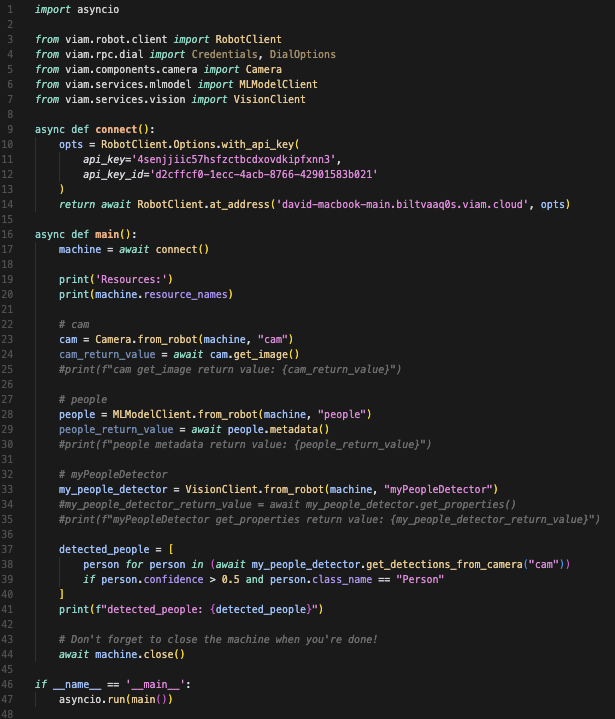 1 import asyncio
2
3 from viam.robot.client import RobotClient
4 from viam.rpc.dial import Credentials, DialOptions
5 from viam.components.camera import Camera
6 from viam.services.mlmodel import MLModelClient
7 from viam.services.vision import VisionClient
8
9 async def connect():
10     opts = RobotClient.Options.with_api_key(
11         api_key='4senjjiic57hsfzctbcdxovdkipfxnn3',
12         api_key_id='d2cffcf0-1ecc-4acb-8766-42901583b021'
13     )
14     return await RobotClient.at_address('david-macbook-main.biltvaaq0s.viam.cloud', opts)
15
16 async def main():
17     machine = await connect()
18
19     print('Resources:')
20     print(machine.resource_names)
21
22     # cam
23     cam = Camera.from_robot(machine, "cam")
24     cam_return_value = await cam.get_image()
25     #print(f"cam get_image return value: {cam_return_value}")
26
27     # people
28     people = MLModelClient.from_robot(machine, "people")
29     people_return_value = await people.metadata()
30     #print(f"people metadata return value: {people_return_value}")
31
32     # myPeopleDetector
33     my_people_detector = VisionClient.from_robot(machine, "myPeopleDetector")
34     #my_people_detector_return_value = await my_people_detector.get_properties()
35     #print(f"myPeopleDetector get_properties return value: {my_people_detector_return_value}")
36
37     detected_people = [
38         person for person in (await my_people_detector.get_detections_from_camera("cam"))
39         if person.confidence > 0.5 and person.class_name == "Person"
40     ]
41     print(f"detected_people: {detected_people}")
42
43     # Don't forget to close the machine when you're done!
44     await machine.close()
45
46 if __name__ == '__main__':
47     asyncio.run(main())
48